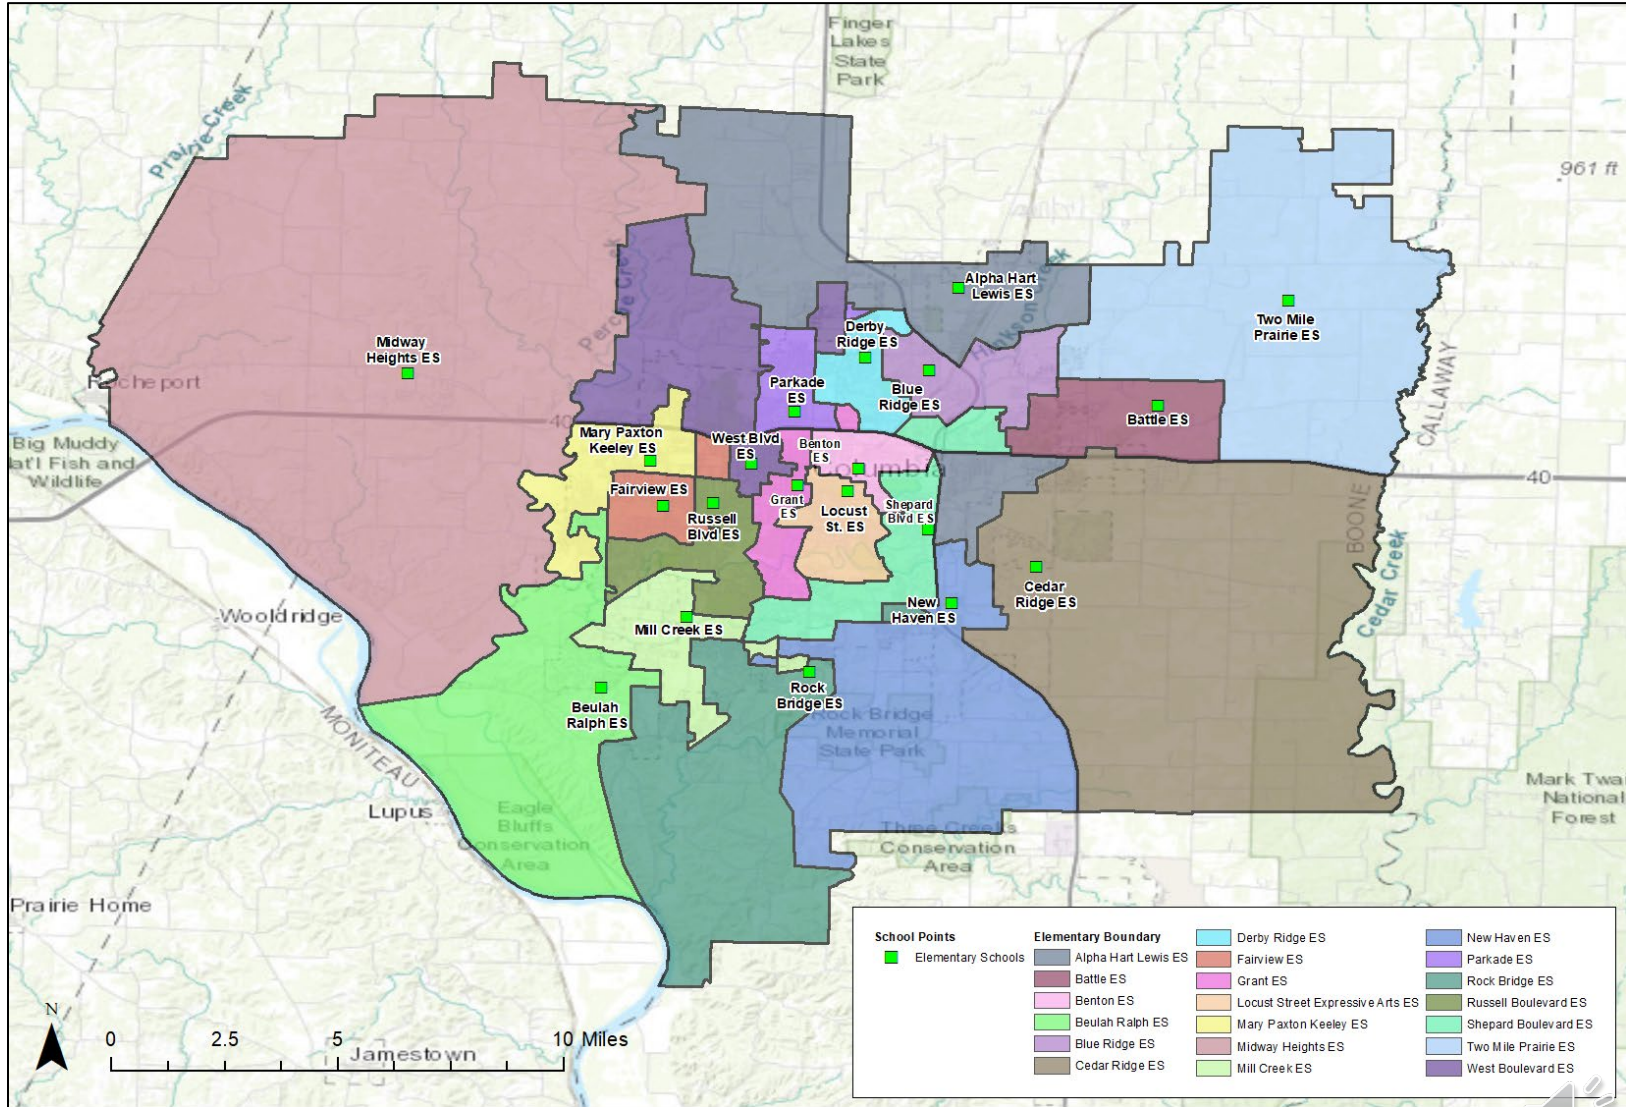 Finger
Lakes
State
Park
Prairie Creek
961 ft
Alpha Hart
Lewis ES
Hinkson Creek
Two Mile
Prairie ES
Perche Creek
Midway
Heights ES
Derby
Ridge ES
Rocheport
Parkade
ES
Blue
Ridge ES
CALLAWAY
40
Battle ES
Big Muddy
Nat'l Fish and
Wildlife
Mary Paxton
Keeley ES
West Blvd
ES
Benton
ES
Columbia
40
Fairview ES
Grant
ES
Locust
St. ES
Shepard
Blvd ES
Russell
Blvd ES
BOONE
Cedar Creek
Cedar
Ridge ES
New
Haven ES
Wooldridge
Mill Creek ES
Rock
Bridge ES
Beulah
Ralph ES
Rock Bridge
Memorial
State Park
MONITEAU
Mark Twa
National
Forest
Lupus
Eagle
Bluffs
Conservation
Area
Three Creeks
Conservation
Area
Prairie Home
N
0 2.5 5 10 Miles
Jamestown
School Points
Elementary Schools
Elementary Boundary
Alpha Hart Lewis ES
Battle ES
Benton ES
Beulah Ralph ES
Blue Ridge ES
Cedar Ridge ES
Derby Ridge ES
Fairview ES
Grant ES
Locust Street Expressive Arts ES
Mary Paxton Keeley ES
Midway Heights ES
Mill Creek ES
New Haven ES
Parkade ES
Rock Bridge ES
Russell Boulevard ES
Shepard Boulevard ES
Two Mile Prairie ES
West Boulevard ES